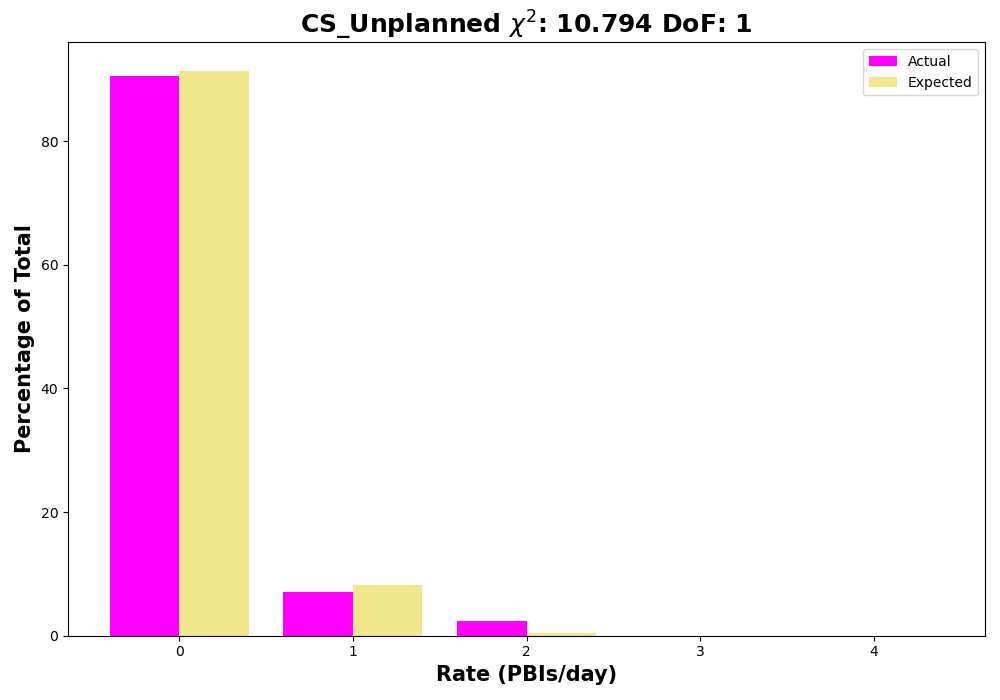 CS_Unplanned χ²: 10.794 DoF: 1
Actual
Expected
Percentage of Total
80
60
40
20
0
0 1 2 3 4
Rate (PBIs/day)